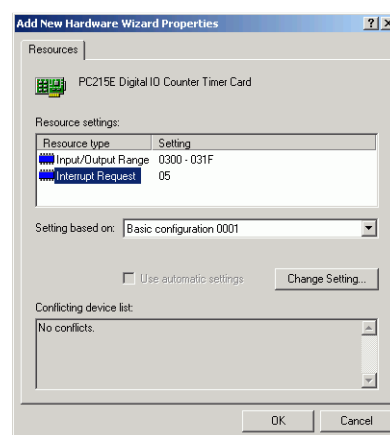 Add New Hardware Wizard Properties
Resources
PC215E Digital IO Counter Timer Card
Resource settings:
Resource type Setting
Input/Output Range 0300 - 031F
Interrupt Request 05
Setting based on: Basic configuration 0001
Use automatic settings Change Setting...
Conflicting device list:
No conflicts.
OK Cancel